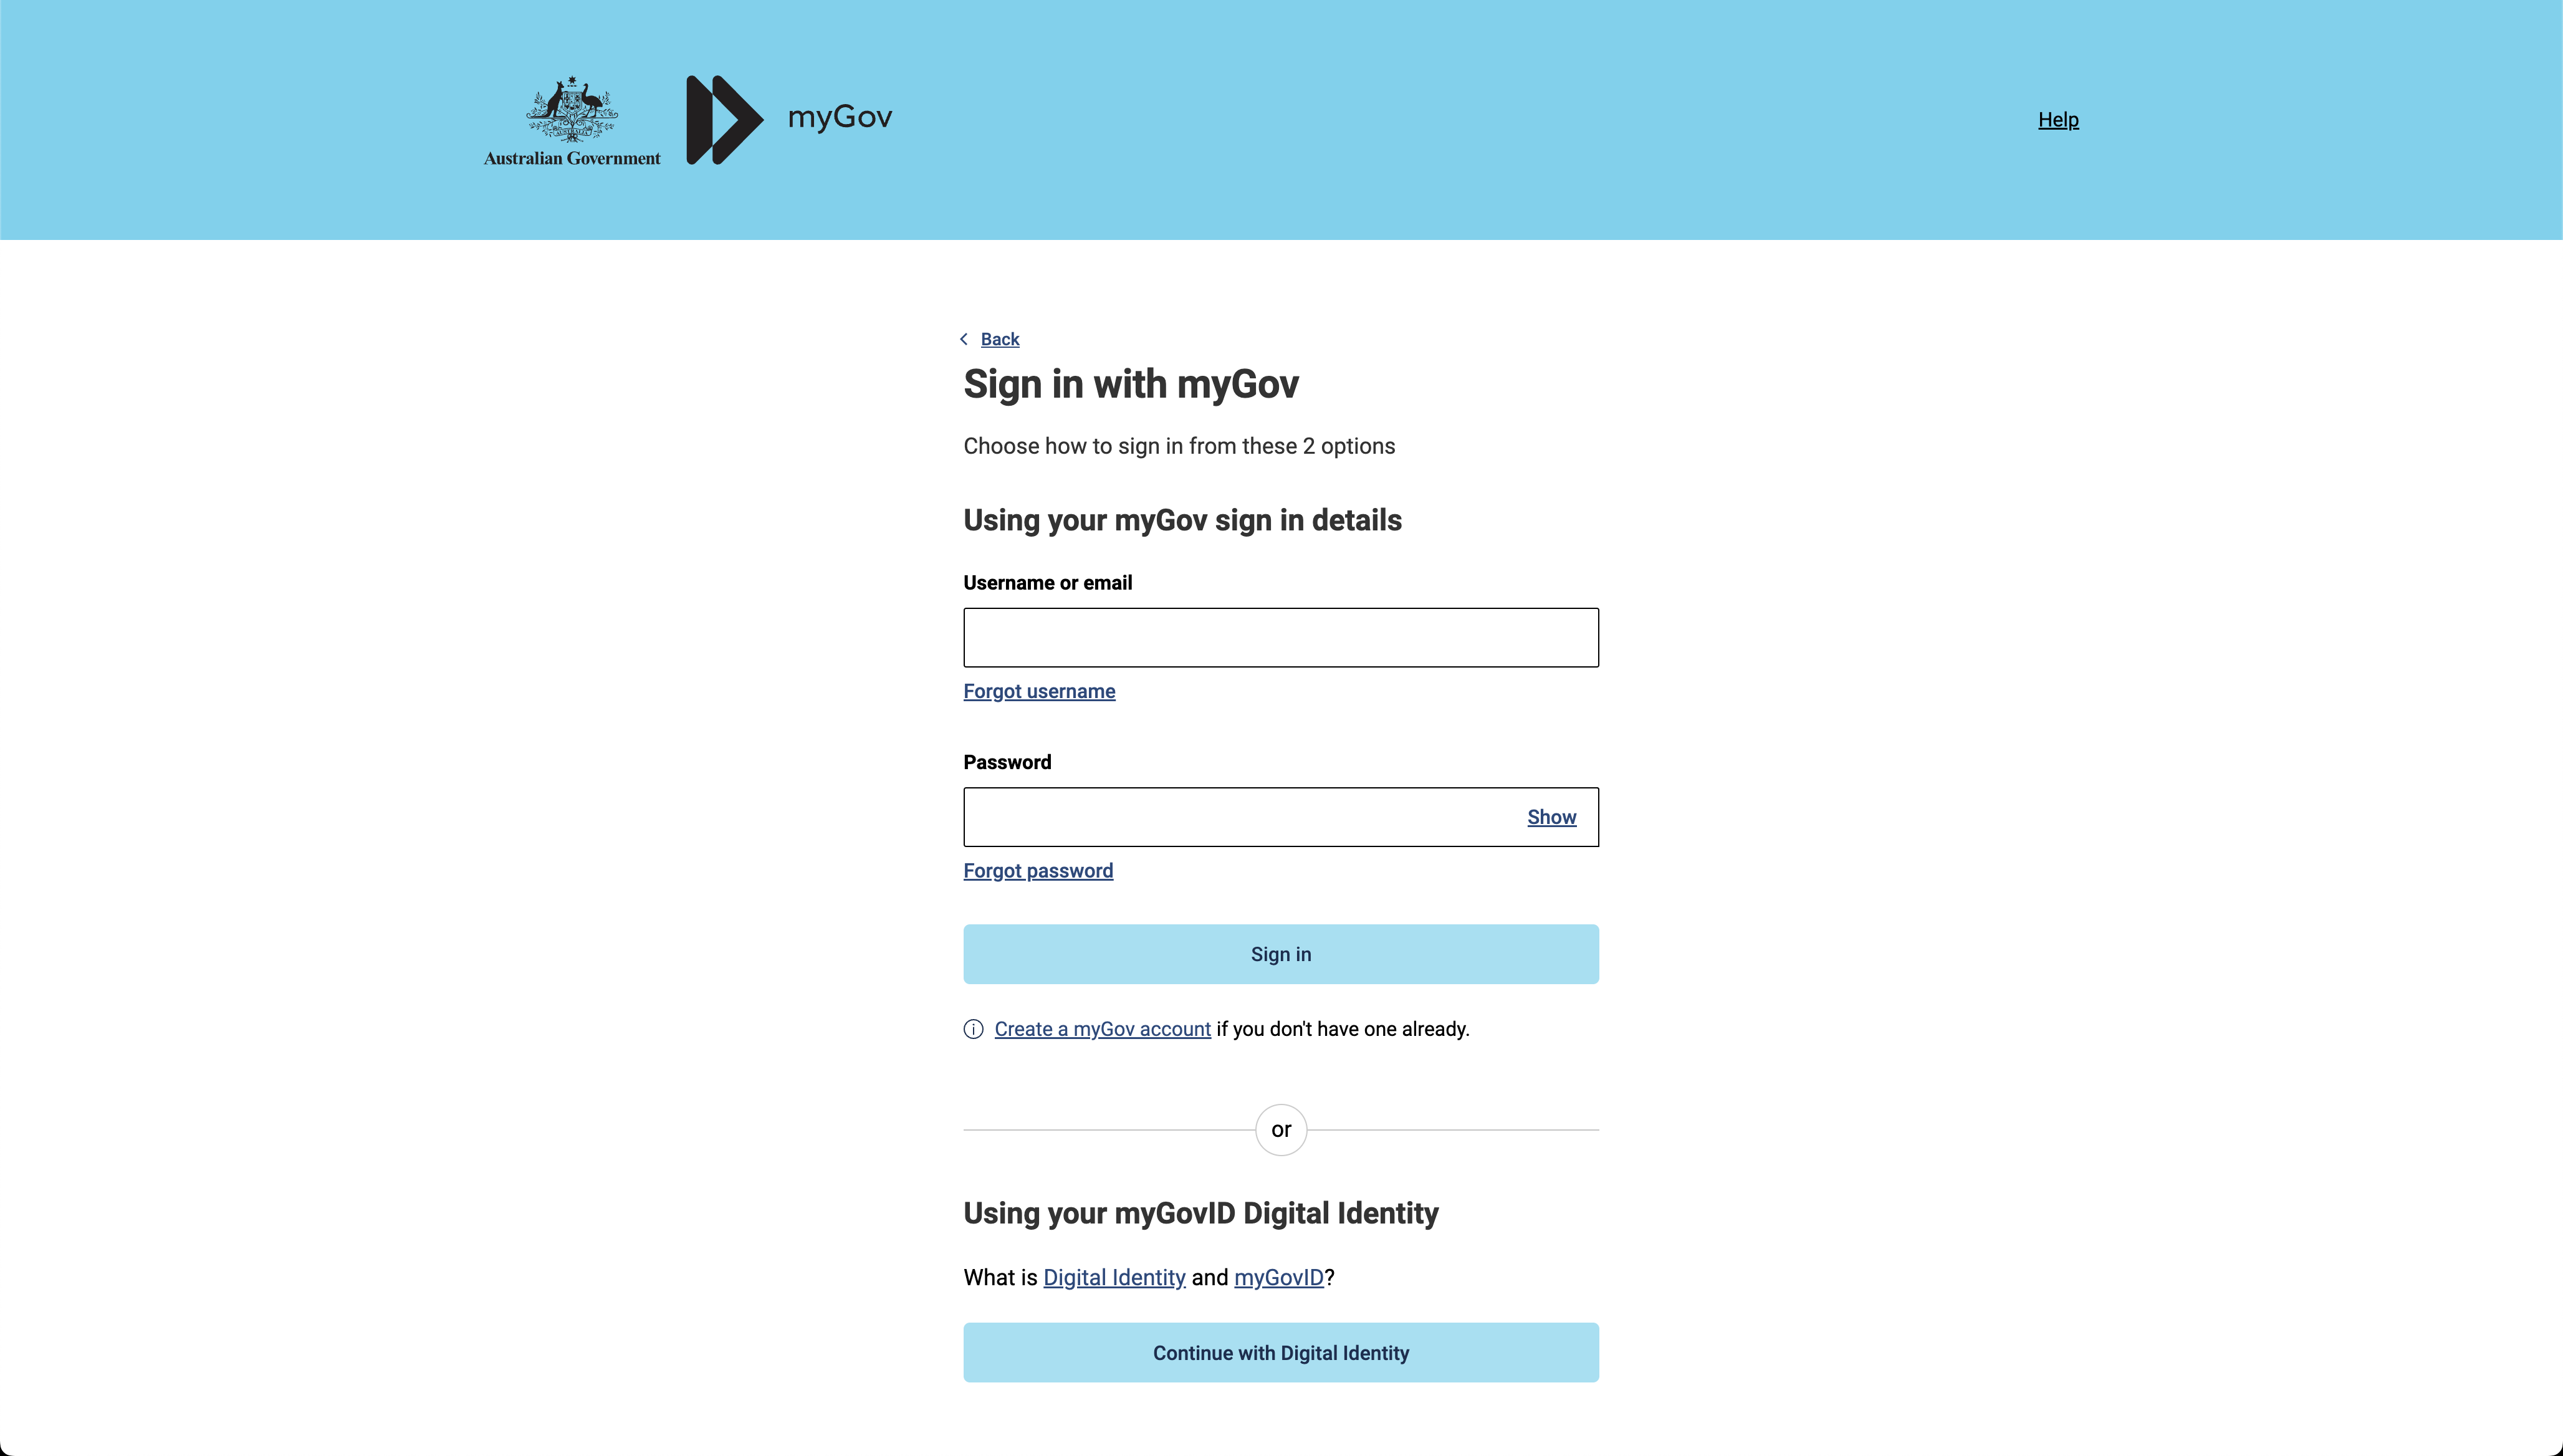 Australian Government
myGov
Help
Back
Sign in with myGov
Choose how to sign in from these 2 options
Using your myGov sign in details
Username or email
Forgot username
Password
Show
Forgot password
Sign in
Create a myGov account if you don't have one already.
or
Using your myGovID Digital Identity
What is Digital Identity and myGovID?
Continue with Digital Identity